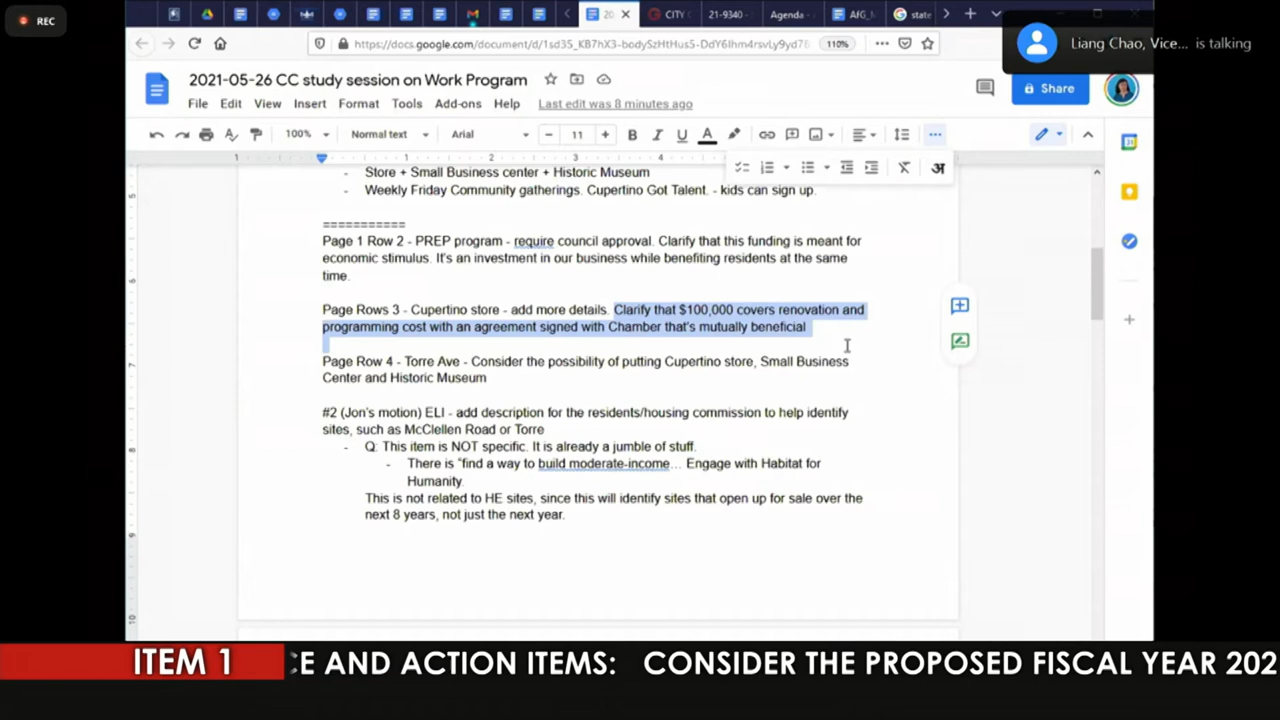 REC
20
CITY C
21-9340 -
Agenda -
AfG_M
state
https://docs.google.com/document/d/1sd35_KB7hX3-bodySzHtHus5-DdY6Ihm4rsvLy9yd7
110%
Liang Chao, Vice... is talking
2021-05-26 CC study session on Work Program
File Edit View Insert Format Tools Add-ons Help Last edit was 8 minutes ago
Share
100% Normal text Arial 11 B I U A
1 1 2 3 4
Store + Small Business center + Historic Museum
- Weekly Friday Community gatherings. Cupertino Got Talent. - kids can sign up.
===========
Page 1 Row 2 - PREP program - require council approval. Clarify that this funding is meant for
economic stimulus. It's an investment in our business while benefiting residents at the same
time.
Page Rows 3 - Cupertino store - add more details. Clarify that $100,000 covers renovation and
programming cost with an agreement signed with Chamber that's mutually beneficial
Page Row 4 - Torre Ave - Consider the possibility of putting Cupertino store, Small Business
Center and Historic Museum
#2 (Jon's motion) ELI - add description for the residents/housing commission to help identify
sites, such as McClellen Road or Torre
- Q: This item is NOT specific. It is already a jumble of stuff.
- There is "find a way to build moderate-income... Engage with Habitat for
Humanity.
This is not related to HE sites, since this will identify sites that open up for sale over the
next 8 years, not just the next year.
ITEM 1
CE AND ACTION ITEMS: CONSIDER THE PROPOSED FISCAL YEAR 202